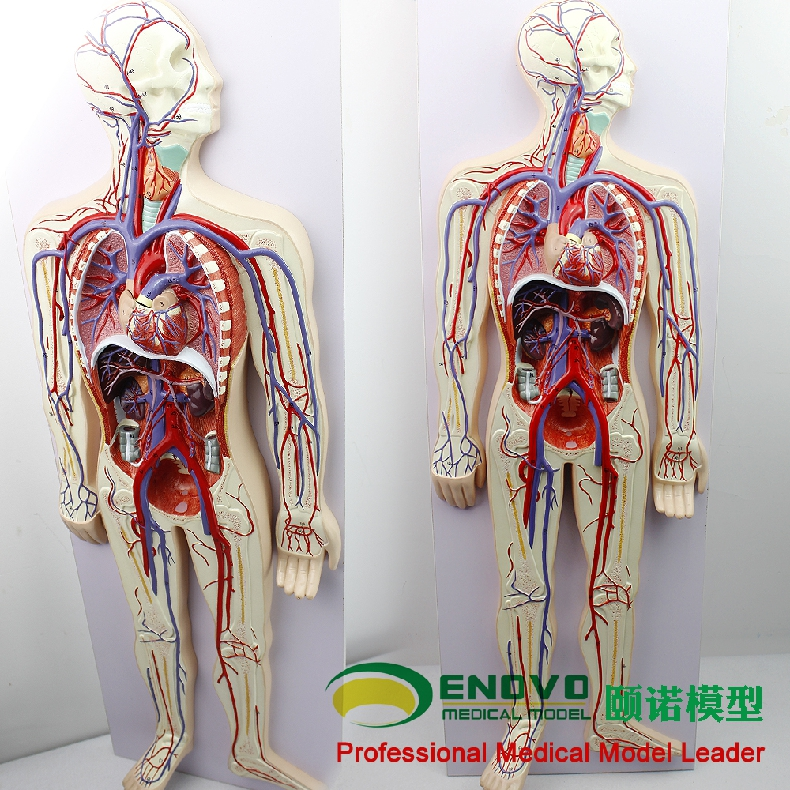 ENOVO 颐诺模型
MEDICAL MODEL
Professional Medical Model Leader